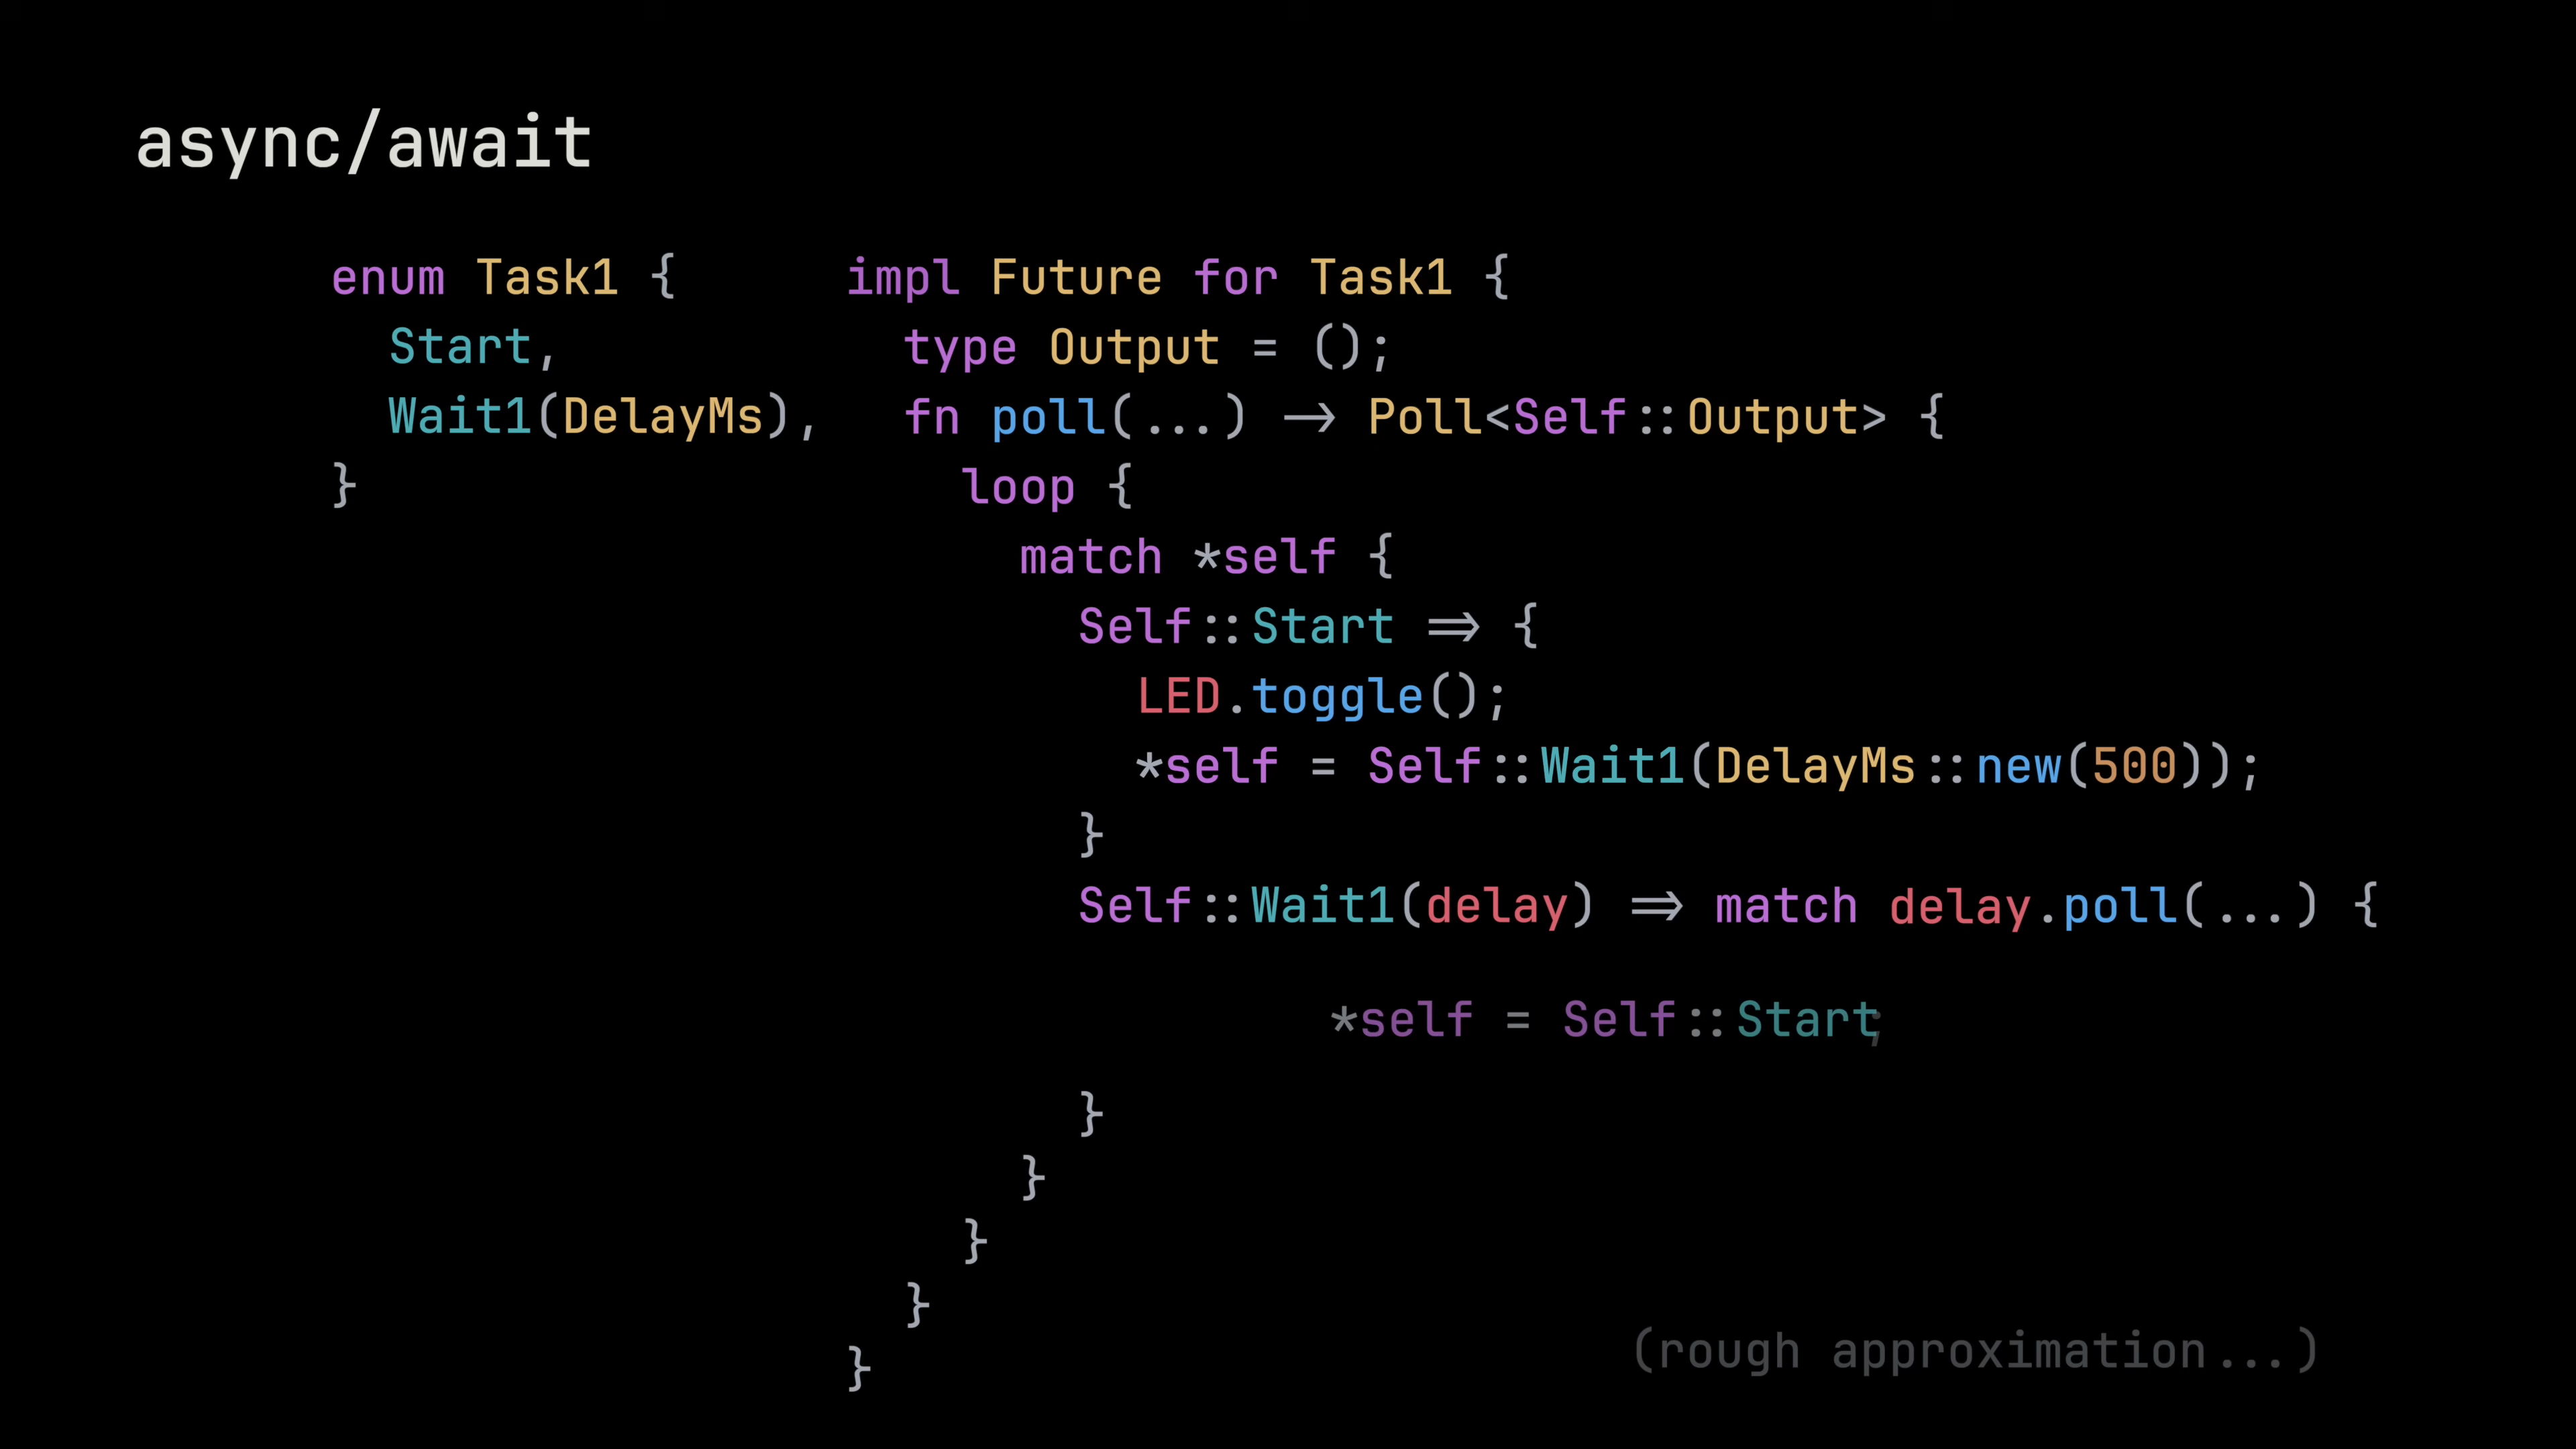 async/await
enum Task1 {
  Start,
  Wait1(DelayMs),
}
impl Future for Task1 {
  type Output = ();
  fn poll(...) -> Poll<Self::Output> {
    loop {
      match *self {
        Self::Start => {
          LED.toggle();
          *self = Self::Wait1(DelayMs::new(500));
        }
        Self::Wait1(delay) => match delay.poll(...) {
                 *self = Self::Start;
        }
      }
    }
  }
}
(rough approximation...)